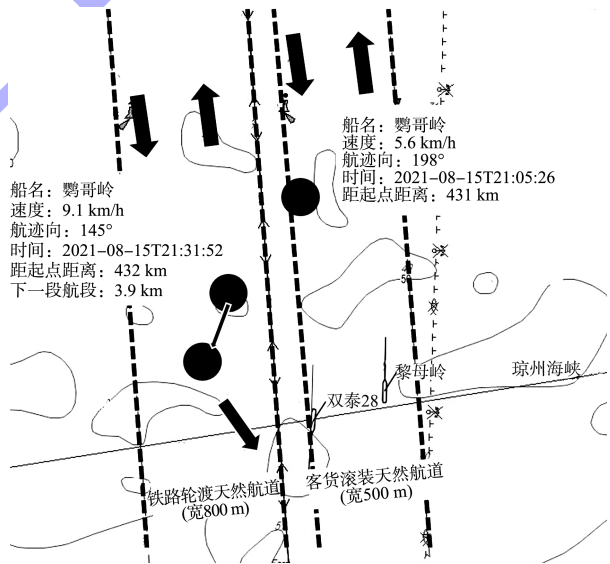 船名：鹦哥岭
速度：5.6 km/h
航迹向：198°
时间：2021-08-15T21:05:26
距起点距离：431 km
船名：鹦哥岭
速度：9.1 km/h
航迹向：145°
时间：2021-08-15T21:31:52
距起点距离：432 km
下一段航段：3.9 km
黎母岭
琼州海峡
双泰28
铁路轮渡天然航道
(宽800 m)
客货滚装天然航道
(宽500 m)